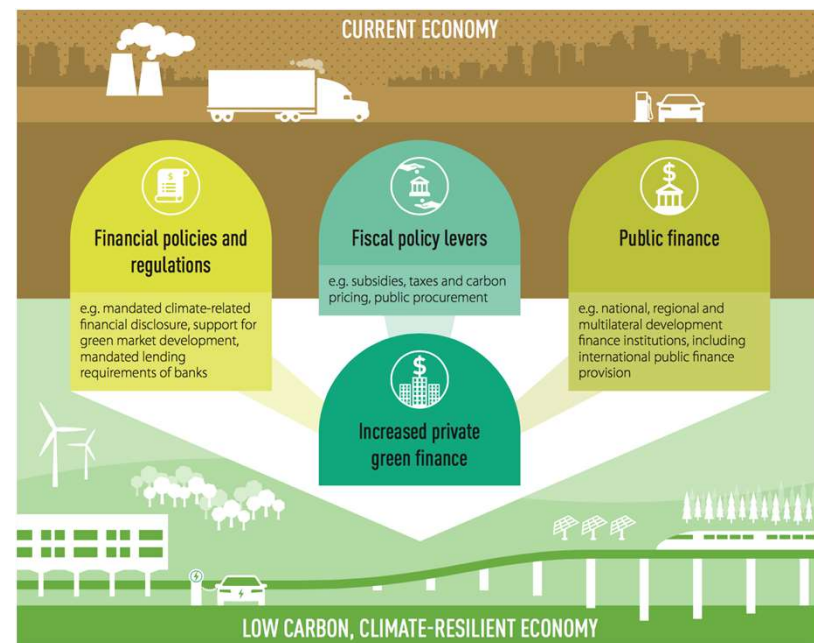 CURRENT ECONOMY
$
Financial policies and
regulations
e.g. mandated climate-related
financial disclosure, support for
green market development,
mandated lending
requirements of banks
Fiscal policy levers
e.g. subsidies, taxes and carbon
pricing, public procurement
$
Public finance
e.g. national, regional and
multilateral development
finance institutions, including
international public finance
provision
$
Increased private
green finance
LOW CARBON, CLIMATE-RESILIENT ECONOMY